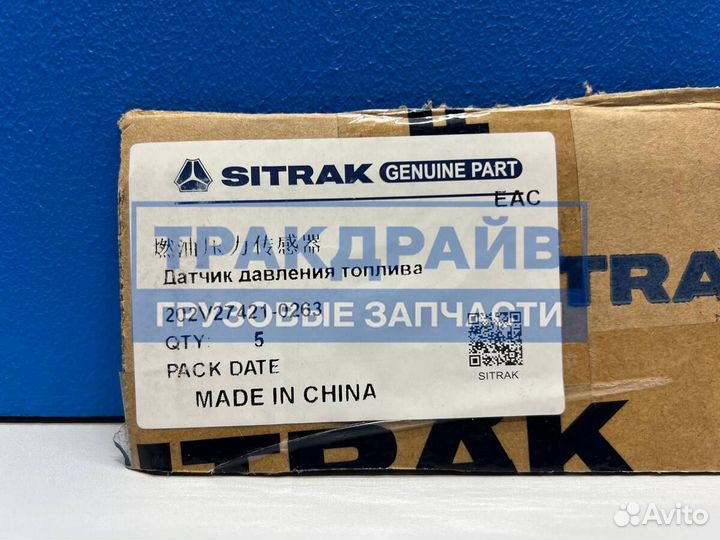 SITRAK GENUINE PART
EAC
燃油压力传感器
ТРАКДРАЙВ
Датчик давления топлива
ГРУЗОВЫЕ ЗАПЧАСТИ
202V27421-0263
QTY: 5
PACK DATE
SITRAK
MADE IN CHINA
TRA
ITRAK
Avito